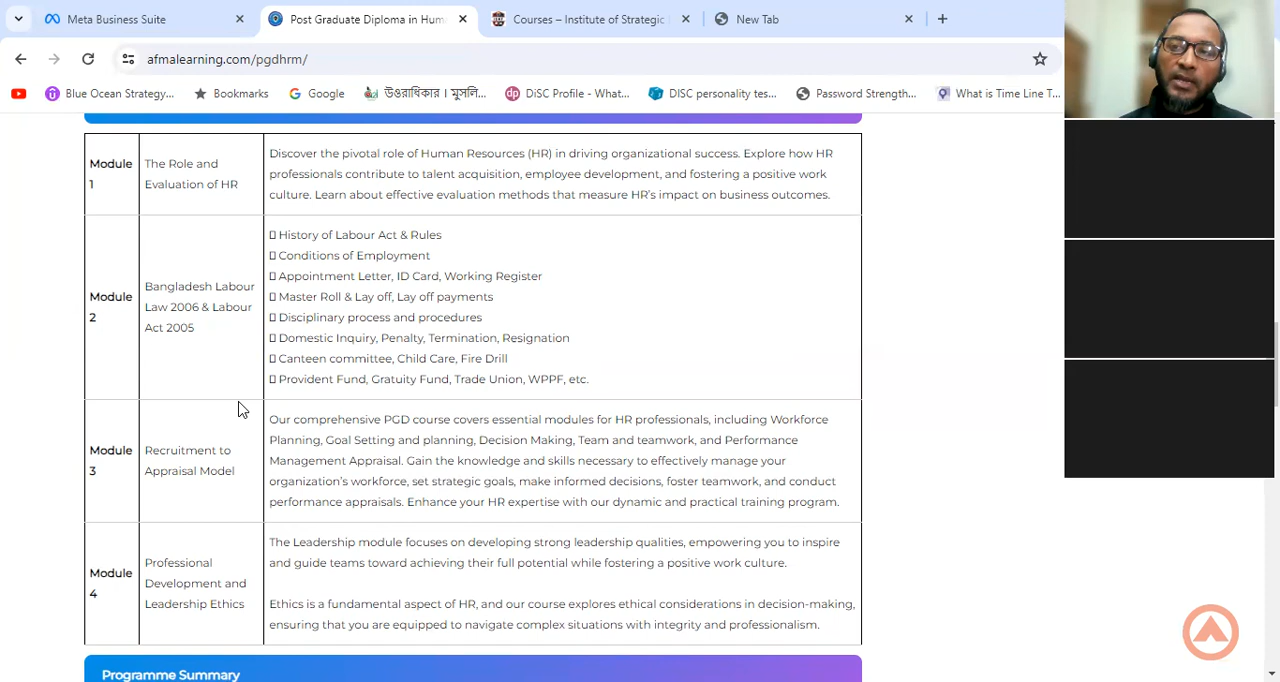 Meta Business Suite
Post Graduate Diploma in Hum
Courses – Institute of Strategic
New Tab
afmalearning.com/pgdhrm/
Blue Ocean Strategy...
Bookmarks
Google
উত্তরাধিকার । মুসলি...
DiSC Profile - What...
DISC personality tes...
Password Strength...
What is Time Line T...
Module 1
The Role and
Evaluation of HR
Discover the pivotal role of Human Resources (HR) in driving organizational success. Explore how HR
professionals contribute to talent acquisition, employee development, and fostering a positive work
culture. Learn about effective evaluation methods that measure HR's impact on business outcomes.
Module 2
Bangladesh Labour
Law 2006 & Labour
Act 2005
History of Labour Act & Rules
Conditions of Employment
Appointment Letter, ID Card, Working Register
Master Roll & Lay off, Lay off payments
Disciplinary process and procedures
Domestic Inquiry, Penalty, Termination, Resignation
Canteen committee, Child Care, Fire Drill
Provident Fund, Gratuity Fund, Trade Union, WPPF, etc.
Module 3
Recruitment to
Appraisal Model
Our comprehensive PGD course covers essential modules for HR professionals, including Workforce
Planning, Goal Setting and planning, Decision Making, Team and teamwork, and Performance
Management Appraisal. Gain the knowledge and skills necessary to effectively manage your
organization's workforce, set strategic goals, make informed decisions, foster teamwork, and conduct
performance appraisals. Enhance your HR expertise with our dynamic and practical training program.
Module 4
Professional
Development and
Leadership Ethics
The Leadership module focuses on developing strong leadership qualities, empowering you to inspire
and guide teams toward achieving their full potential while fostering a positive work culture.
Ethics is a fundamental aspect of HR, and our course explores ethical considerations in decision-making,
ensuring that you are equipped to navigate complex situations with integrity and professionalism.
Programme Summary